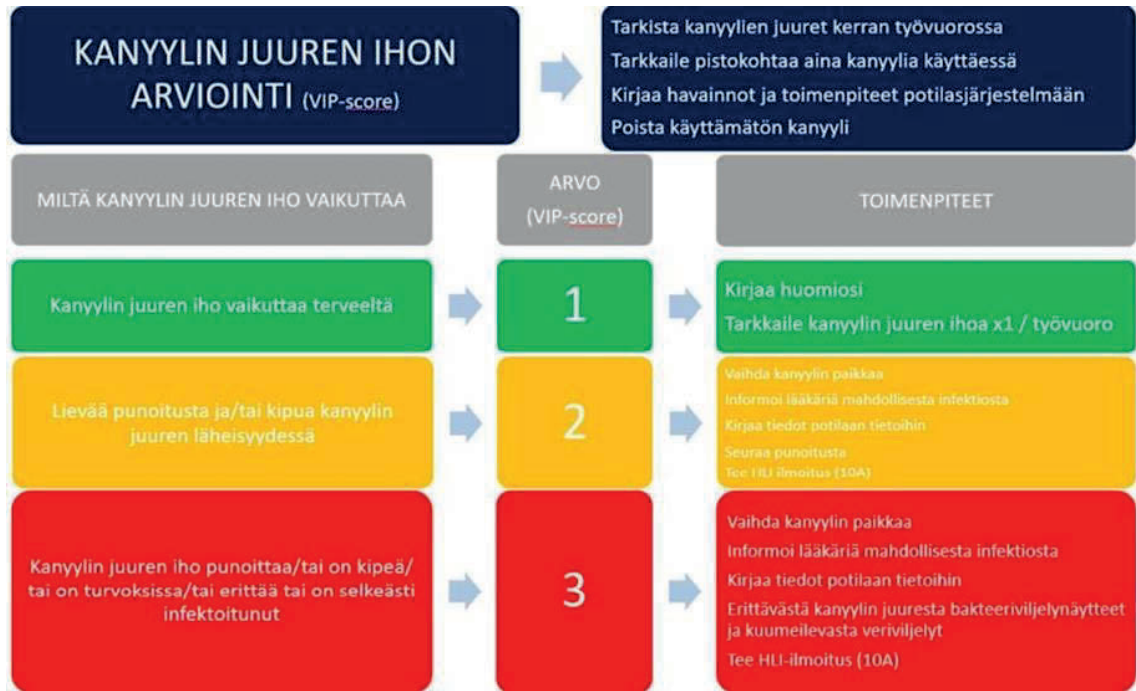 KANYYLIN JUUREN IHON
ARVIOINTI (VIP-score)
Tarkista kanyylien juuret kerran työvuorossa
Tarkkaile pistokohtaa aina kanyylia käyttäessä
Kirjaa havainnot ja toimenpiteet potilasjärjestelmään
Poista käyttämätön kanyyli
MILTÄ KANYYLIN JUUREN IHO VAIKUTTAA
ARVO
(VIP-score)
TOIMENPITEET
Kanyylin juuren iho vaikuttaa terveeltä
1
Kirjaa huomiosi
Tarkkaile kanyylin juuren ihoa x1 / työvuoro
Lievää punoitusta ja/tai kipua kanyylin
juuren läheisyydessä
2
Vaihda kanyylin paikkaa
Informoi lääkäriä mahdollisesta infektiosta
Kirjaa tiedot potilaan tietoihin
Seuraa punoitusta
Tee HLI ilmoitus (10A)
Kanyylin juuren iho punoittaa/tai on kipeä/
tai on turvoksissa/tai erittää tai on selkeästi
infektoitunut
3
Vaihda kanyylin paikkaa
Informoi lääkäriä mahdollisesta infektiosta
Kirjaa tiedot potilaan tietoihin
Erittävästä kanyylin juuresta bakteeriviljelynäytteet
ja kuumeilevasta veriviljelyt
Tee HLI-ilmoitus (10A)